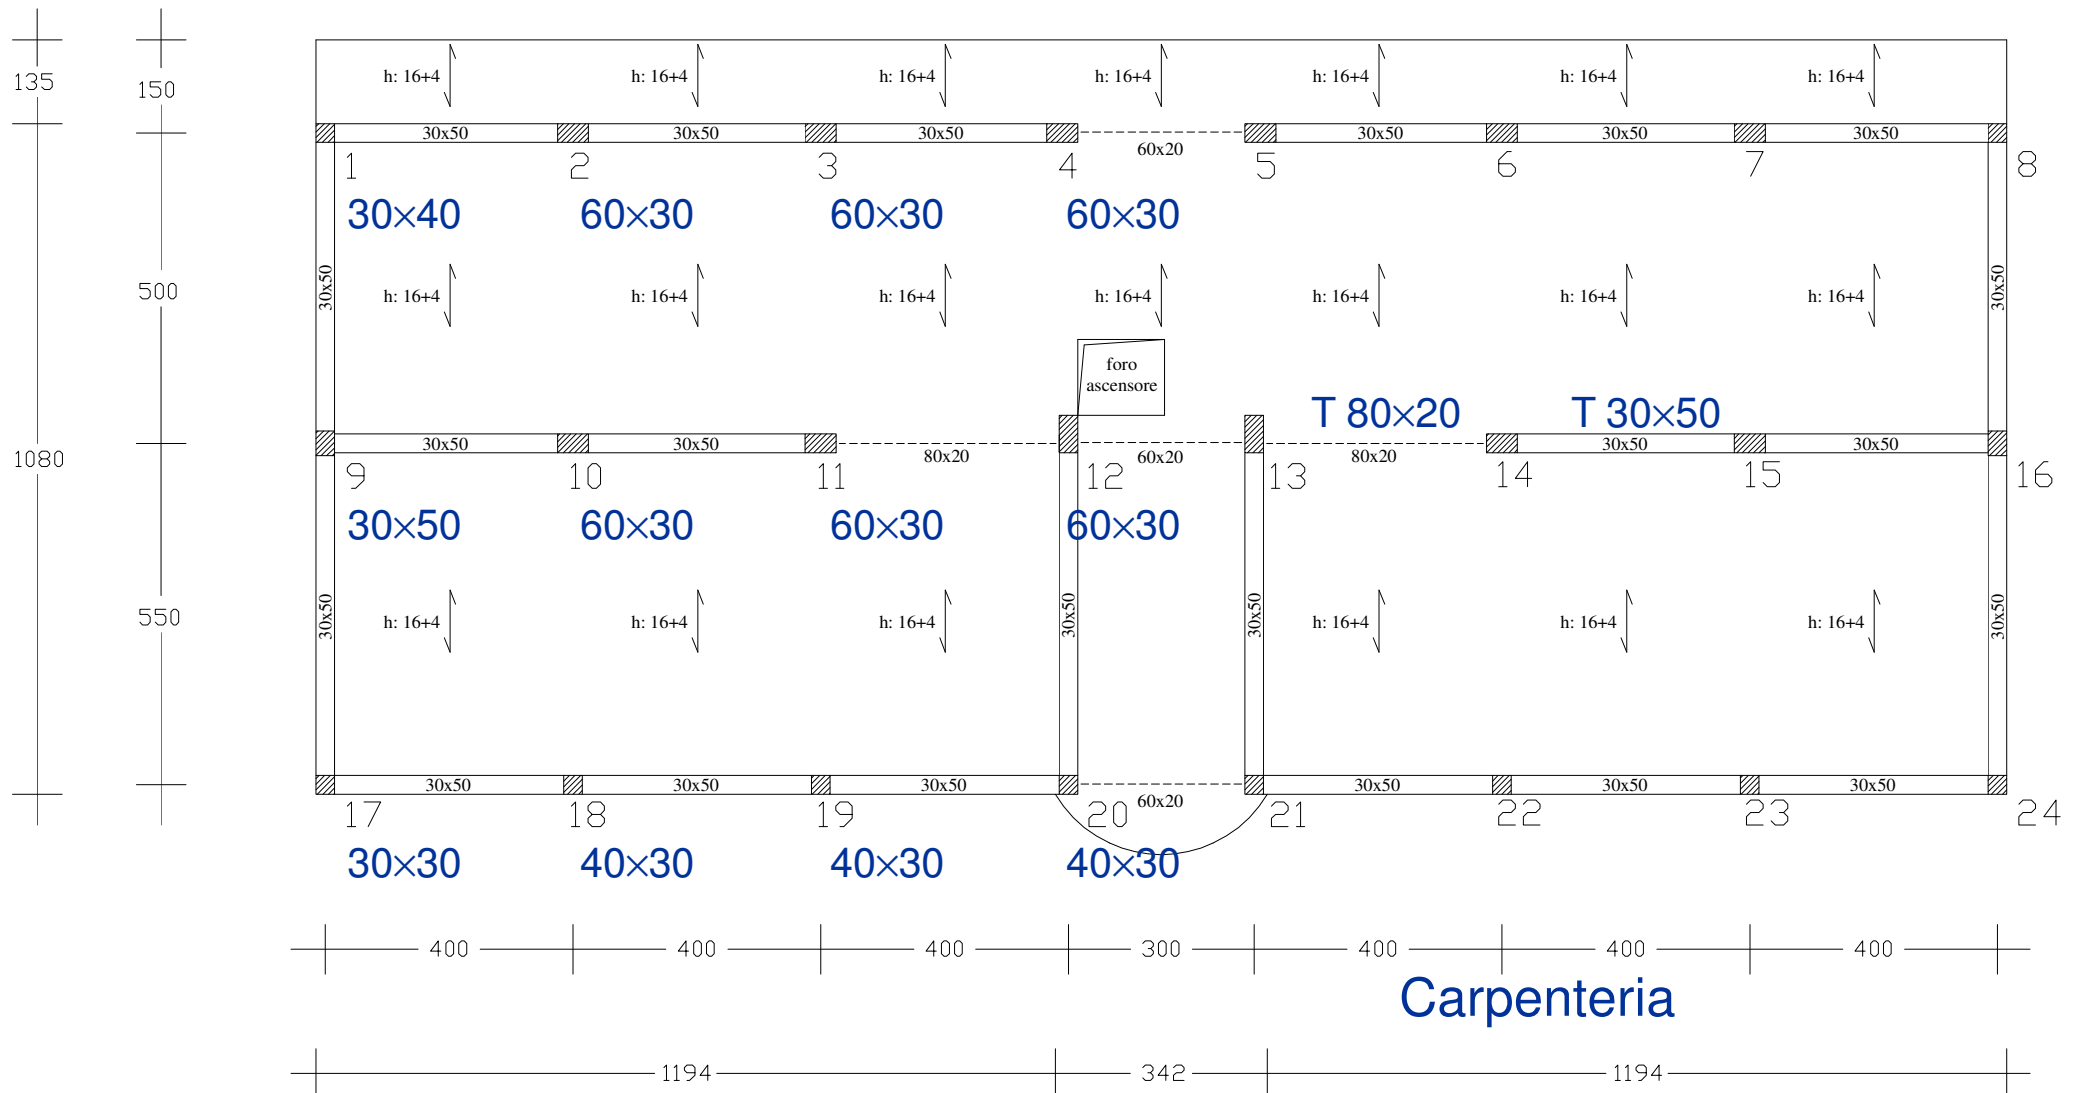 135
150
h: 16+4 h: 16+4 h: 16+4 h: 16+4 h: 16+4 h: 16+4 h: 16+4
30x50 30x50 30x50 60x20 30x50 30x50 30x50
1 2 3 4 5 6 7 8
30×40 60×30 60×30 60×30
500
30x50 30x50
h: 16+4 h: 16+4 h: 16+4 h: 16+4 h: 16+4 h: 16+4 h: 16+4
foro
ascensore
T 80×20 T 30×50
1080
30x50 30x50 80x20 60x20 80x20 30x50 30x50
9 10 11 12 13 14 15 16
30×50 60×30 60×30 60×30
550
30x50 30x50 30x50 30x50
h: 16+4 h: 16+4 h: 16+4 h: 16+4 h: 16+4 h: 16+4
30x50 30x50 30x50 60x20 30x50 30x50 30x50
17 18 19 20 21 22 23 24
30×30 40×30 40×30 40×30
400 400 400 300 400 400 400
Carpenteria
1194 342 1194